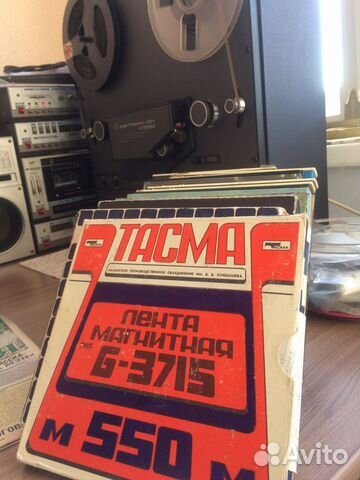 ТАСМА
КАЗАНСКОЕ ПРОИЗВОДСТВЕННОЕ ОБЪЕДИНЕНИЕ им. В. В. КУЙБЫШЕВА
ЛЕНТА
МАГНИТНАЯ
ТИП G-3715
М 550 М
Avito